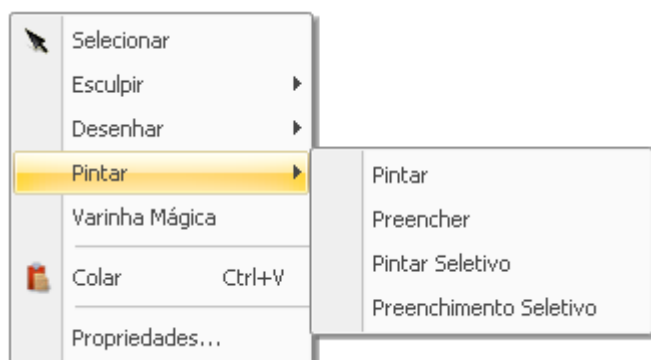 Selecionar
Esculpir
Desenhar
Pintar
Varinha Mágica
Colar Ctrl+V
Propriedades...
Pintar
Preencher
Pintar Seletivo
Preenchimento Seletivo